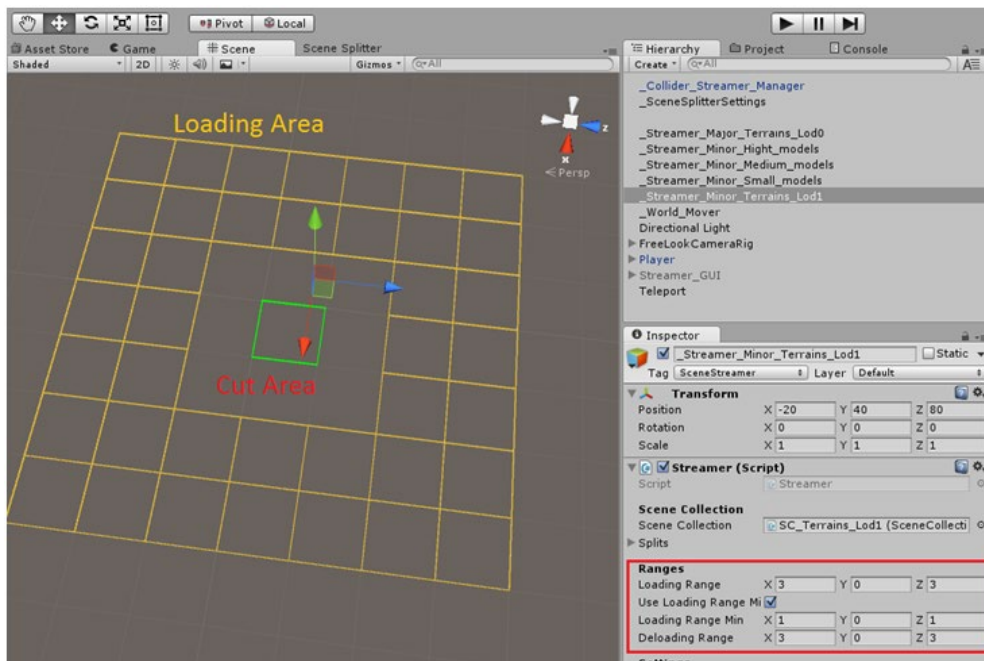 Pivot Local
Asset Store Game Scene Scene Splitter
Shaded 2D Gizmos All
Loading Area
Cut Area
x
z
Persp
Hierarchy Project Console
Create All
_Collider_Streamer_Manager
_SceneSplitterSettings
_Streamer_Major_Terrains_Lod0
_Streamer_Minor_Hight_models
_Streamer_Minor_Medium_models
_Streamer_Minor_Small_models
_Streamer_Minor_Terrains_Lod1
_World_Mover
Directional Light
FreeLookCameraRig
Player
Streamer_GUI
Teleport
Inspector
_Streamer_Minor_Terrains_Lod1 Static
Tag SceneStreamer Layer Default
Transform
Position X -20 Y 40 Z 80
Rotation X 0 Y 0 Z 0
Scale X 1 Y 1 Z 1
Streamer (Script)
Script Streamer
Scene Collection
Scene Collection SC_Terrains_Lod1 (SceneCollecti
Splits
Ranges
Loading Range X 3 Y 0 Z 3
Use Loading Range Mi
Loading Range Min X 1 Y 0 Z 1
Deloading Range X 3 Y 0 Z 3